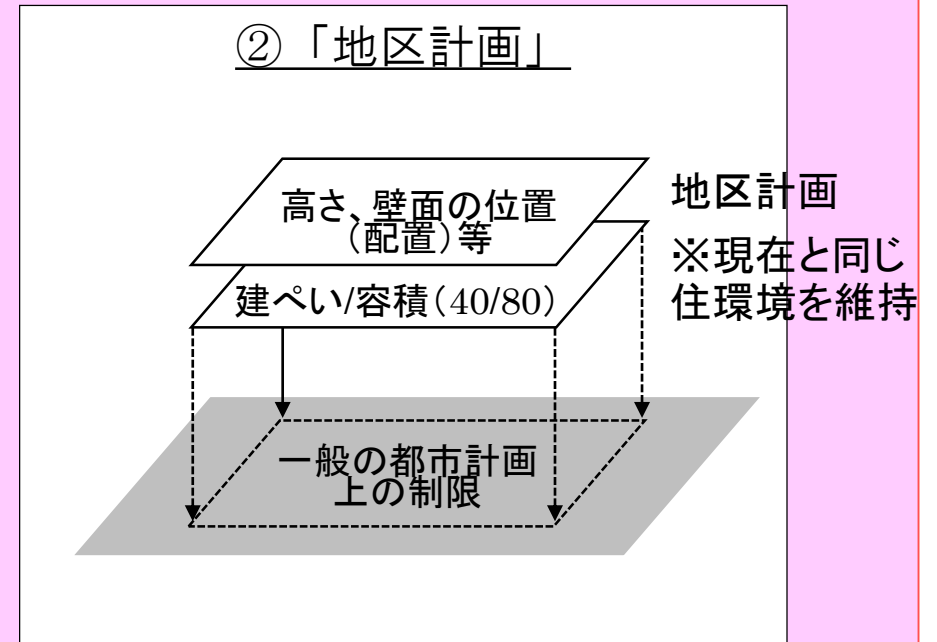 ②「地区計画」
高さ、壁面の位置
（配置）等
建ぺい/容積（40/80）
地区計画
※現在と同じ
住環境を維持
一般の都市計画
上の制限